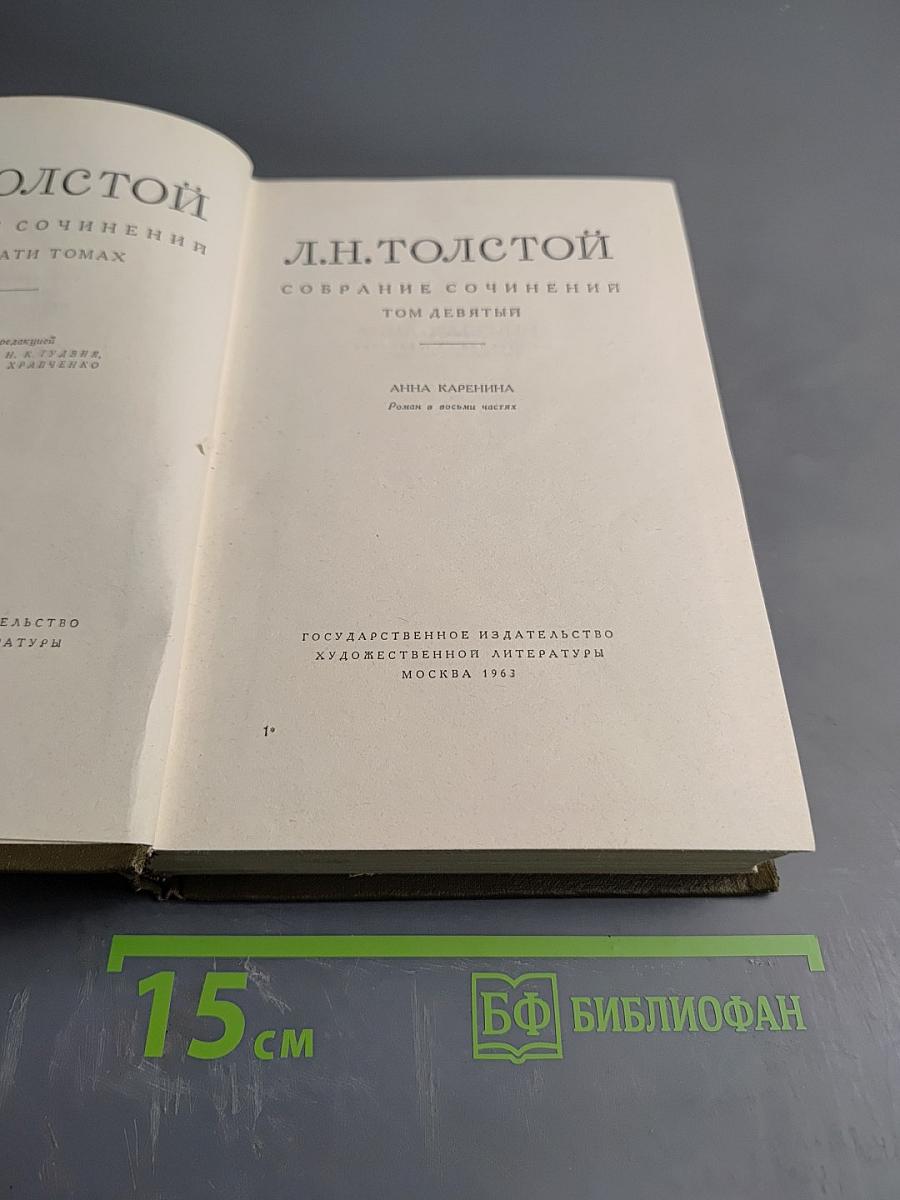 ОЛСТОЙ
СОЧИНЕНИЙ
АТИ ТОМАХ
редакцией
Н. К. ГУДЗИЯ,
ХРАПЧЕНКО
ЕЛЬСТВО
АТУРЫ
Л.Н.ТОЛСТОЙ
СОБРАНИЕ СОЧИНЕНИЙ
ТОМ ДЕВЯТЫЙ
АННА КАРЕНИНА
Роман в восьми частях
ГОСУДАРСТВЕННОЕ ИЗДАТЕЛЬСТВО
ХУДОЖЕСТВЕННОЙ ЛИТЕРАТУРЫ
МОСКВА 1963
1*
15 см
БФ БИБЛИОФАН